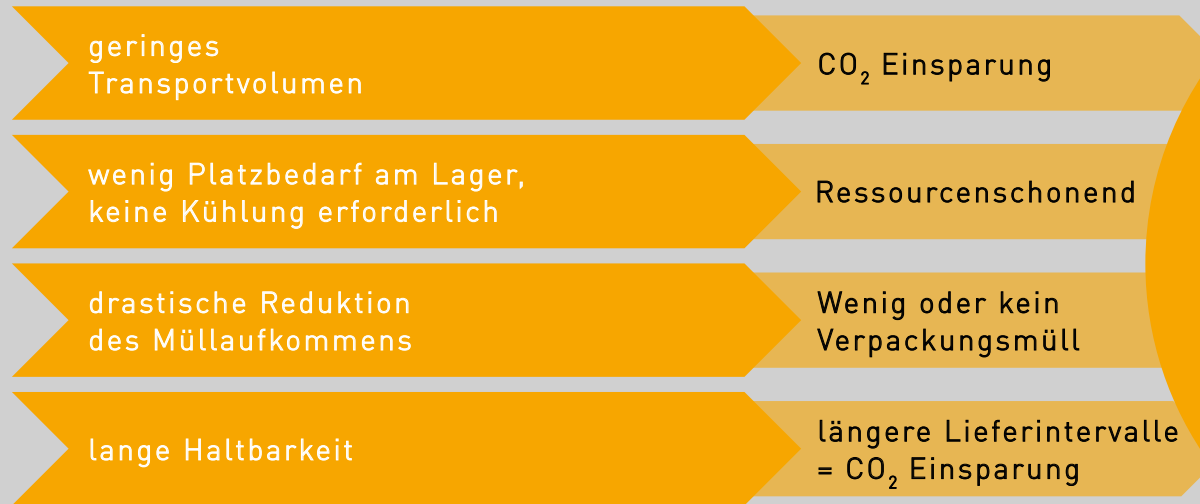 geringes
Transportvolumen
CO₂ Einsparung
wenig Platzbedarf am Lager,
keine Kühlung erforderlich
Ressourcenschonend
drastische Reduktion
des Müllaufkommens
Wenig oder kein
Verpackungsmüll
lange Haltbarkeit
längere Lieferintervalle
= CO₂ Einsparung